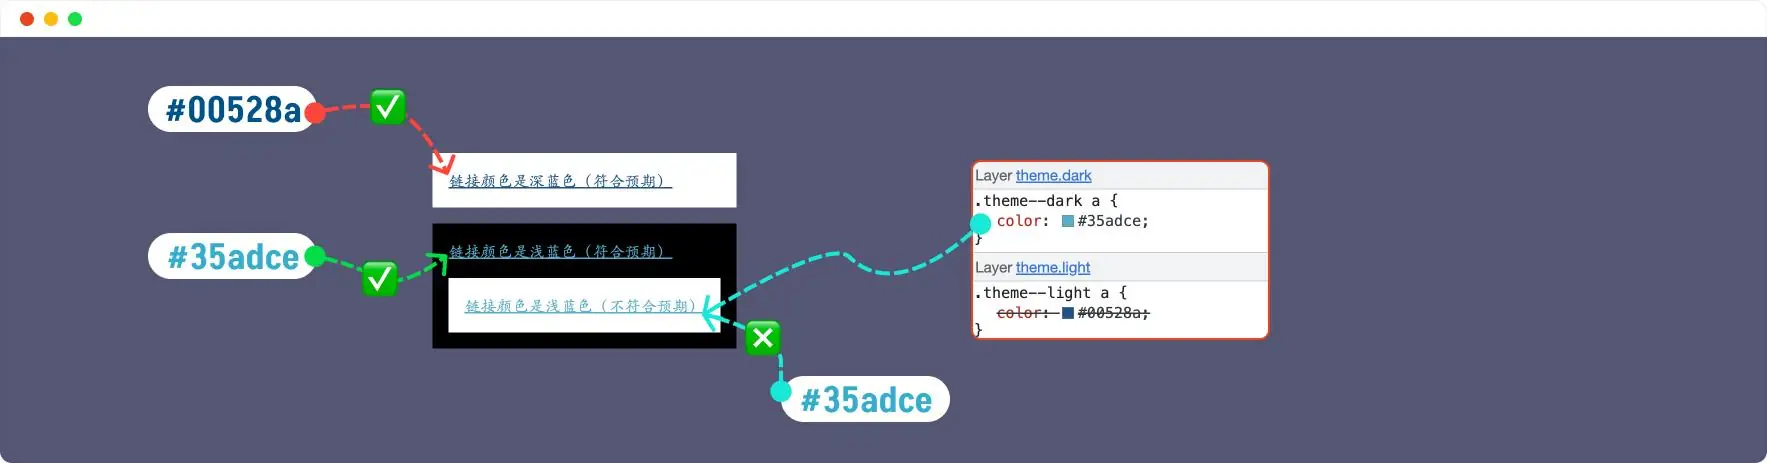 #00528a
链接颜色是深蓝色（符合预期）
#35adce
链接颜色是浅蓝色（符合预期）
链接颜色是浅蓝色（不符合预期）
#35adce
Layer theme.dark
.theme--dark a {
color: #35adce;
}
Layer theme.light
.theme--light a {
color: #00528a;
}